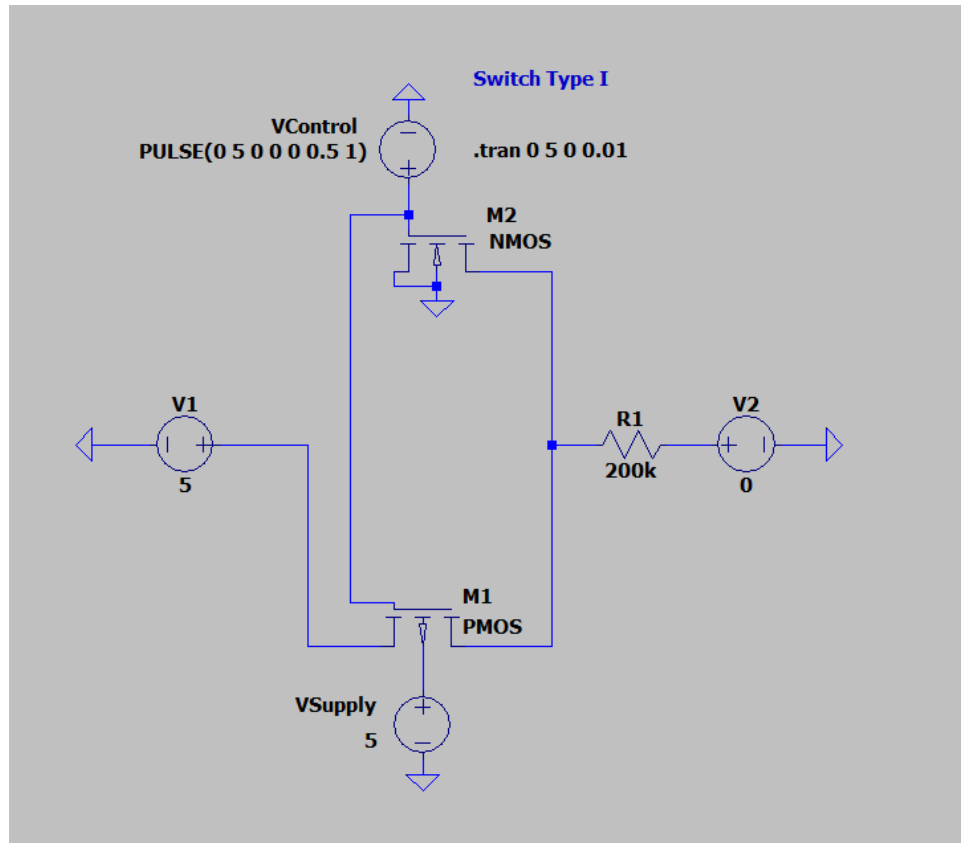 Switch Type I
VControl
PULSE(0 5 0 0 0 0.5 1)
.tran 0 5 0 0.01
M2
NMOS
V1
5
R1
200k
V2
0
M1
PMOS
VSupply
5